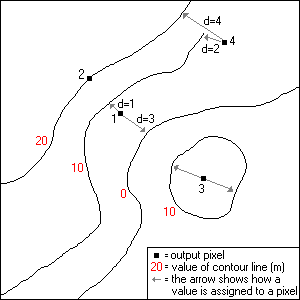 d=4
4
d=2
2
d=1
1
d=3
20
10
0
3
10
= output pixel
20 = value of contour line (m)
= the arrow shows how a
value is assigned to a pixel